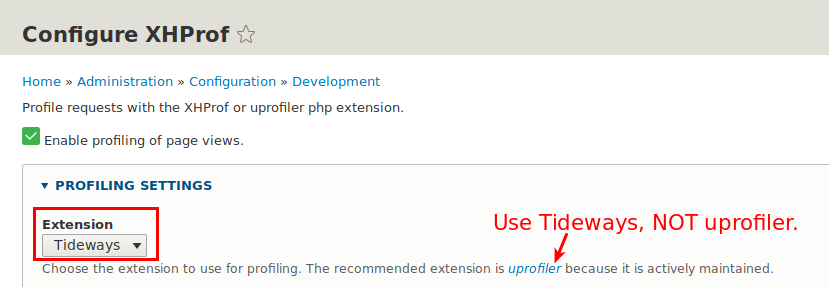 Configure XHProf
Home » Administration » Configuration » Development
Profile requests with the XHProf or uprofiler php extension.
Enable profiling of page views.
PROFILING SETTINGS
Extension
Use Tideways, NOT uprofiler.
Tideways
Choose the extension to use for profiling. The recommended extension is uprofiler because it is actively maintained.